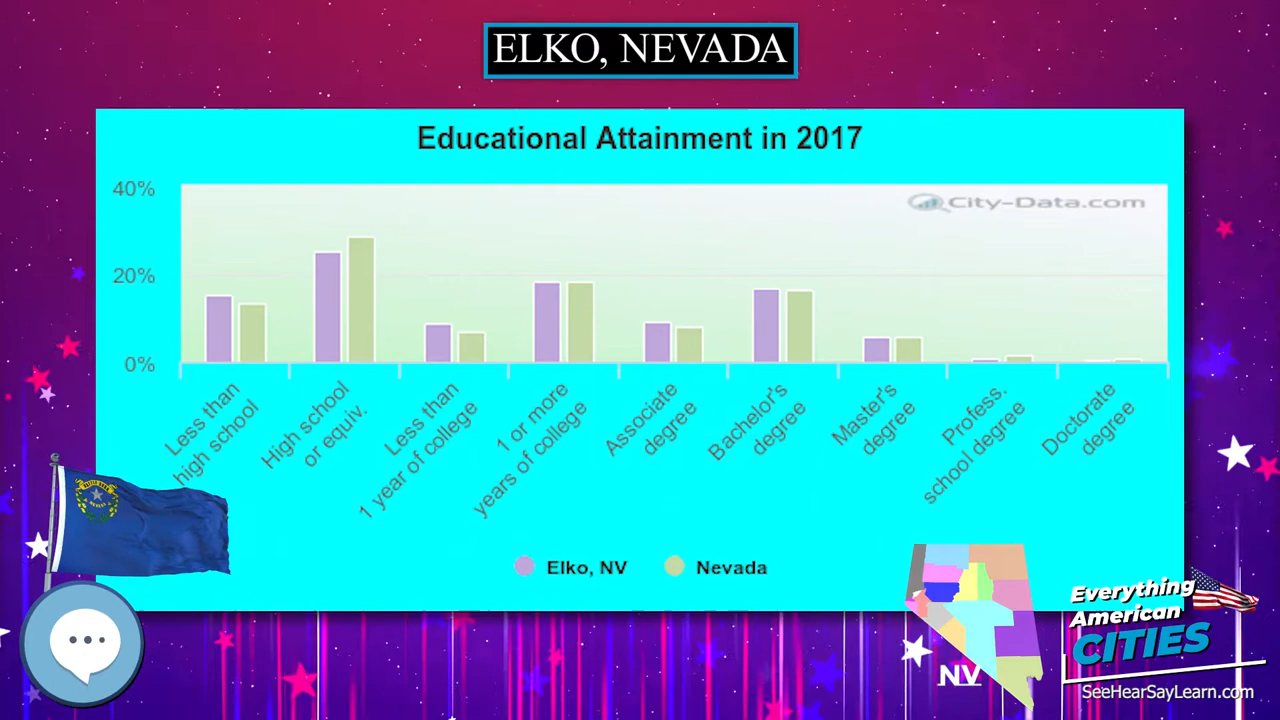 ELKO, NEVADA
Educational Attainment in 2017
City-Data.com
40%
20%
0%
Less than
high school
High school
or equiv.
Less than
1 year of college
1 or more
years of college
Associate
degree
Bachelor's
degree
Master's
degree
Profess.
school degree
Doctorate
degree
Elko, NV
Nevada
NV
Everything
American
CITIES
SeeHearSayLearn.com